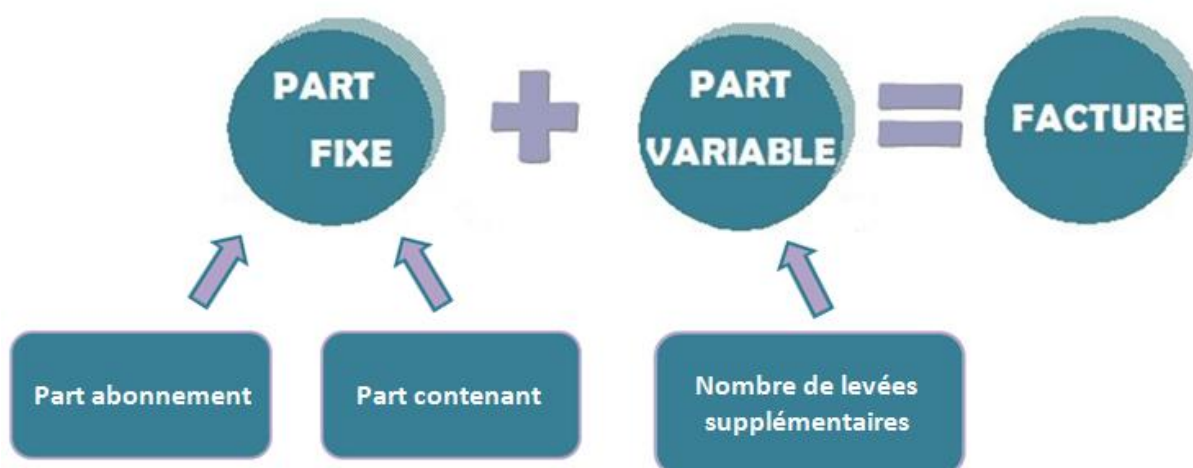 PART
FIXE
PART
VARIABLE
FACTURE
Part abonnement
Part contenant
Nombre de levées
supplémentaires